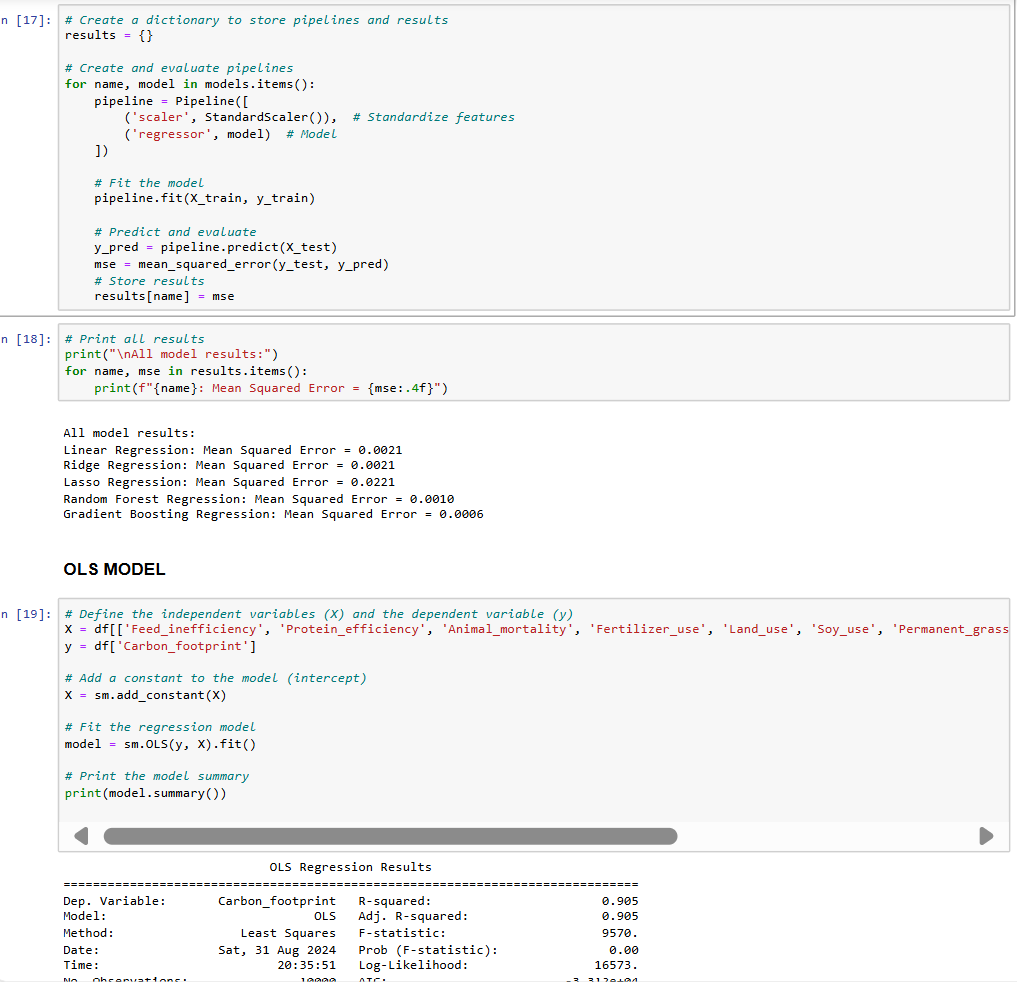 n [17]: # Create a dictionary to store pipelines and results
results = {}
# Create and evaluate pipelines
for name, model in models.items():
    pipeline = Pipeline([
        ('scaler', StandardScaler()),  # Standardize features
        ('regressor', model)  # Model
    ])
    # Fit the model
    pipeline.fit(X_train, y_train)
    # Predict and evaluate
    y_pred = pipeline.predict(X_test)
    mse = mean_squared_error(y_test, y_pred)
    # Store results
    results[name] = mse
n [18]: # Print all results
print("\nAll model results:")
for name, mse in results.items():
    print(f"{name}: Mean Squared Error = {mse:.4f}")
All model results:
Linear Regression: Mean Squared Error = 0.0021
Ridge Regression: Mean Squared Error = 0.0021
Lasso Regression: Mean Squared Error = 0.0221
Random Forest Regression: Mean Squared Error = 0.0010
Gradient Boosting Regression: Mean Squared Error = 0.0006
OLS MODEL
n [19]: # Define the independent variables (X) and the dependent variable (y)
X = df[['Feed_inefficiency', 'Protein_efficiency', 'Animal_mortality', 'Fertilizer_use', 'Land_use', 'Soy_use', 'Permanent_grass
y = df['Carbon_footprint']
# Add a constant to the model (intercept)
X = sm.add_constant(X)
# Fit the regression model
model = sm.OLS(y, X).fit()
# Print the model summary
print(model.summary())
OLS Regression Results
==============================================================================
Dep. Variable: Carbon_footprint R-squared: 0.905
Model: OLS Adj. R-squared: 0.905
Method: Least Squares F-statistic: 9570.
Date: Sat, 31 Aug 2024 Prob (F-statistic): 0.00
Time: 20:35:51 Log-Likelihood: 16573.
No. Observations: 10000 AIC: -3.312e+04